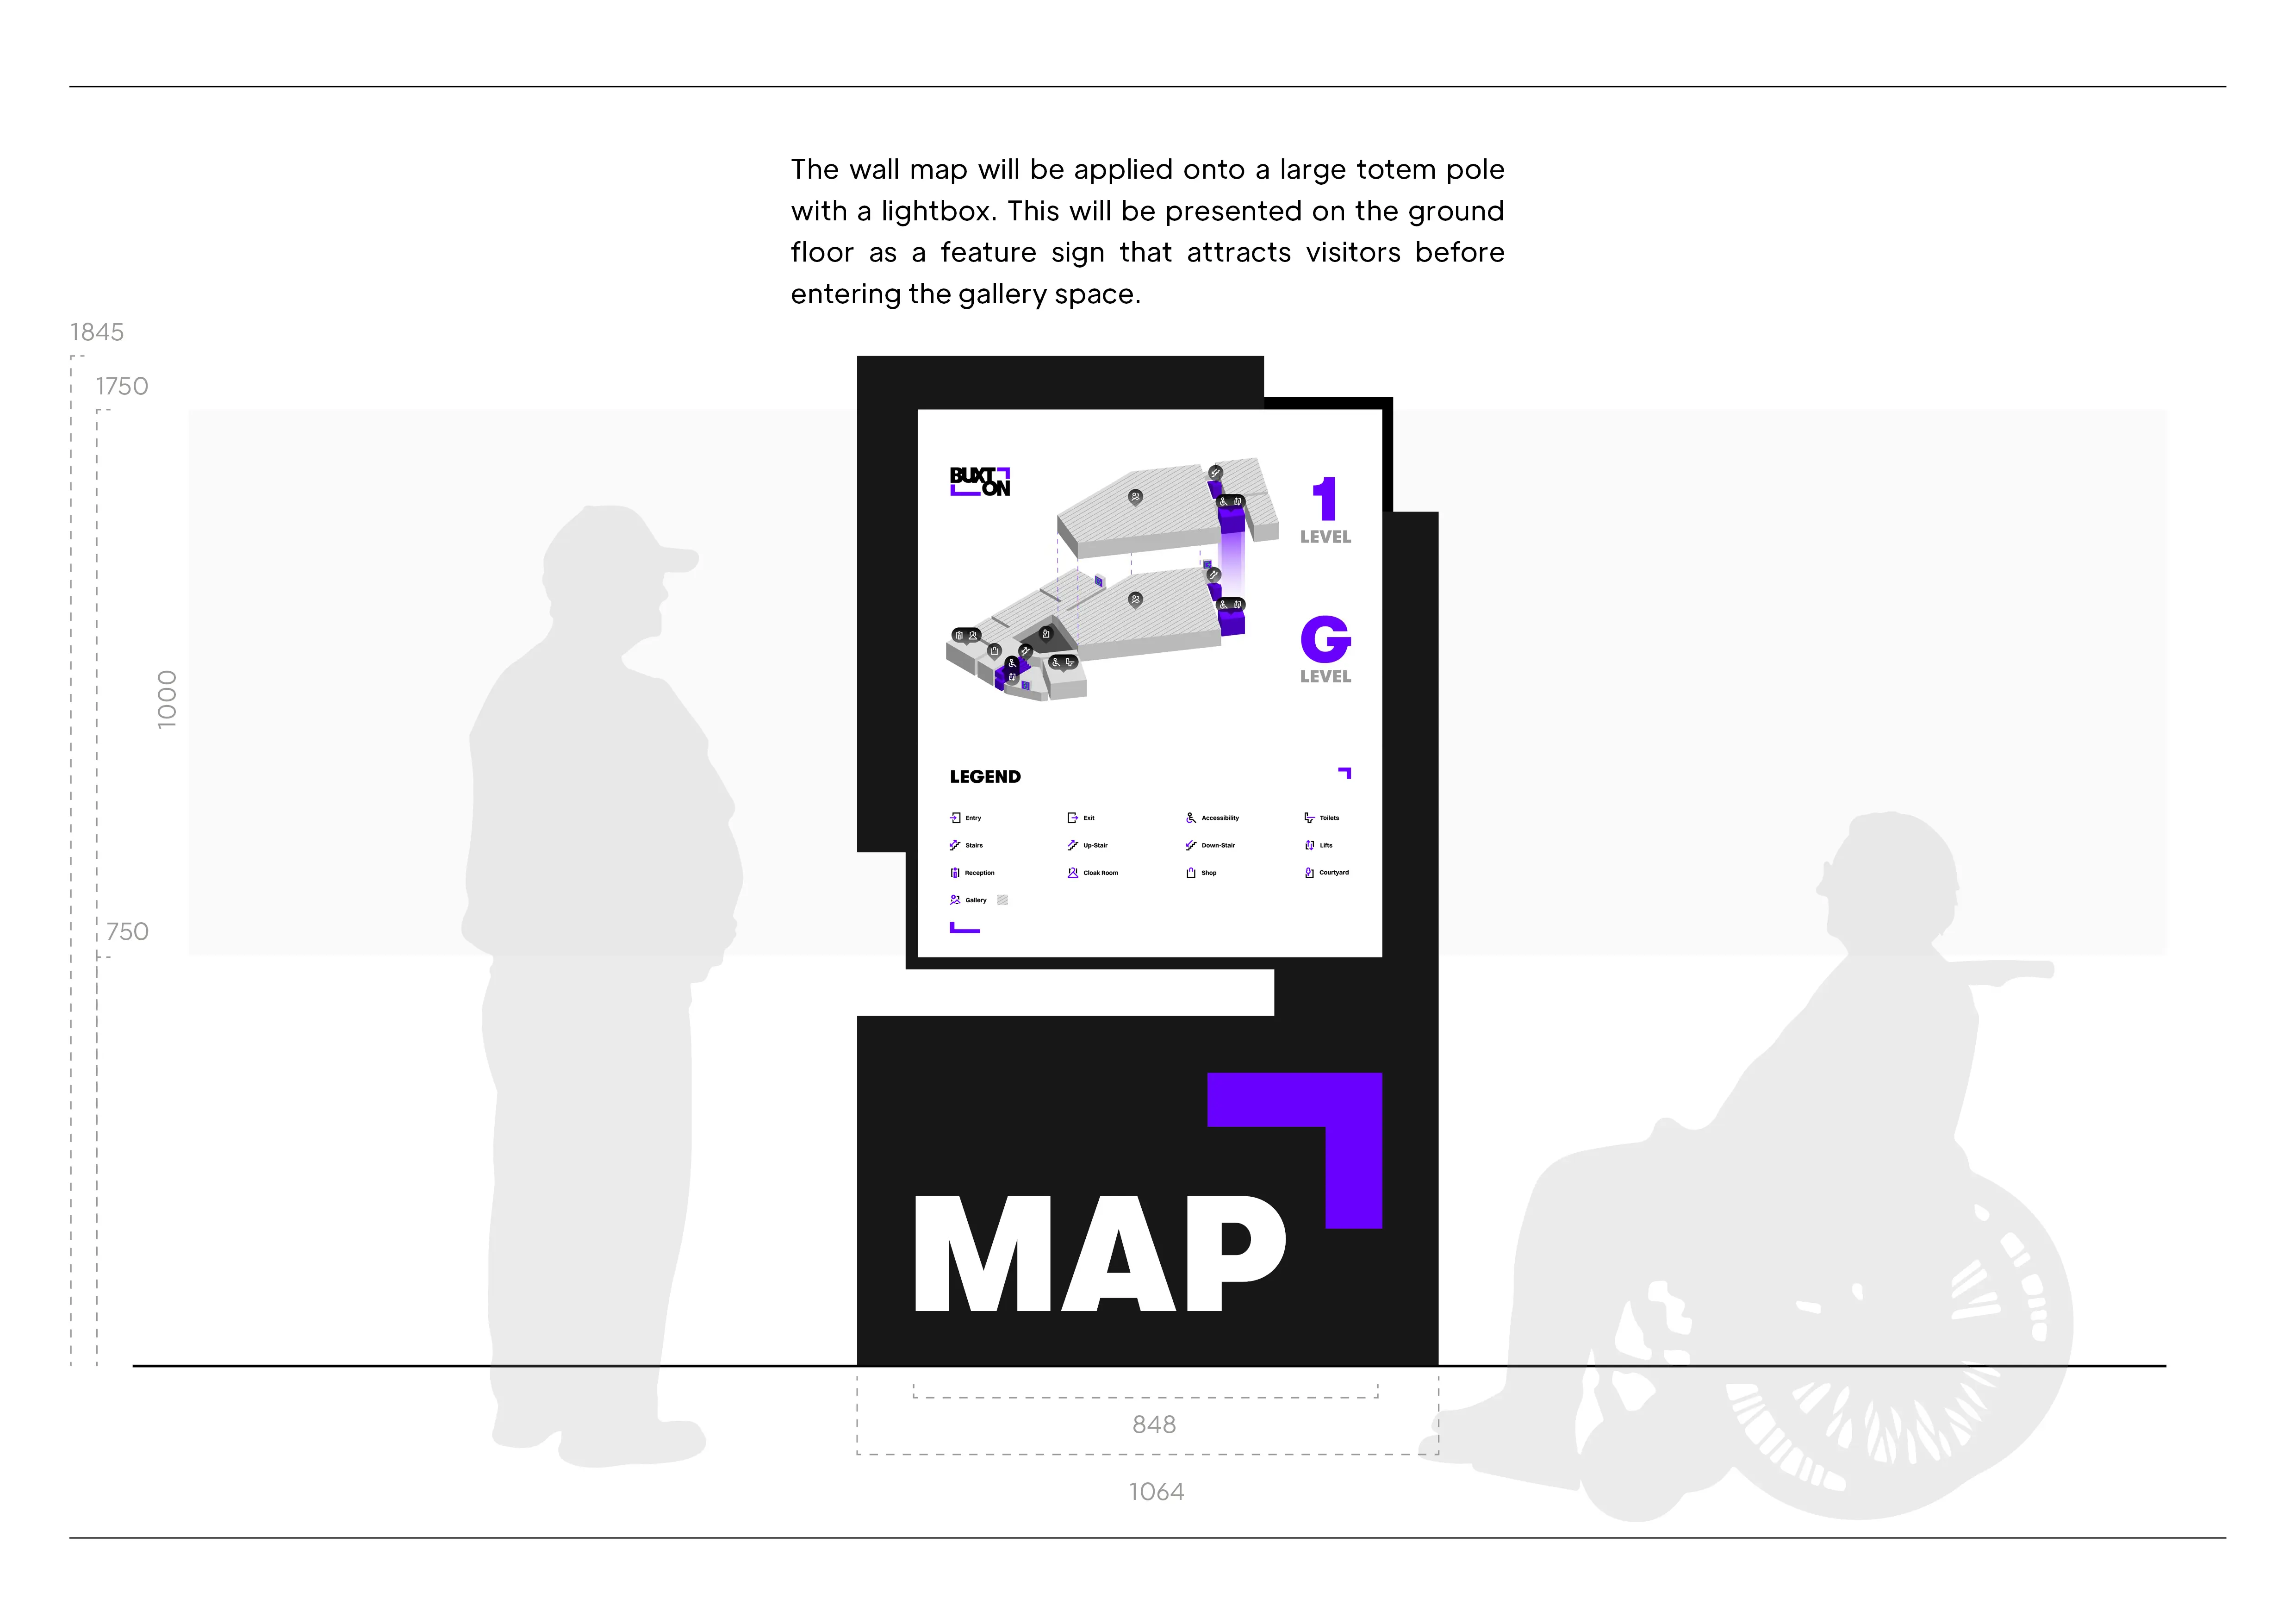 The wall map will be applied onto a large totem pole
with a lightbox. This will be presented on the ground
floor as a feature sign that attracts visitors before
entering the gallery space.
1845
1750
1000
750
BUXT
ON
1
LEVEL
G
LEVEL
LEGEND
Entry
Exit
Accessibility
Toilets
Stairs
Up-Stair
Down-Stair
Lifts
Reception
Cloak Room
Shop
Courtyard
Gallery
MAP
848
1064